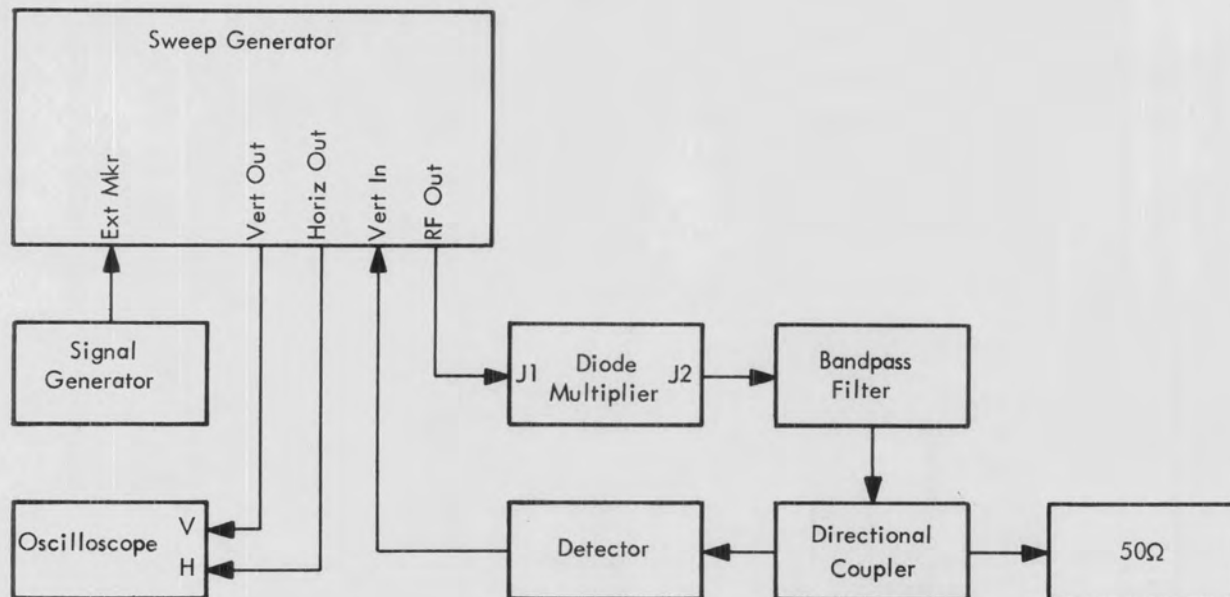 Sweep Generator
Ext Mkr
Vert Out
Horiz Out
Vert In
RF Out
Signal
Generator
J1
Diode
Multiplier
J2
Bandpass
Filter
Oscilloscope
V
H
Detector
Directional
Coupler
50Ω